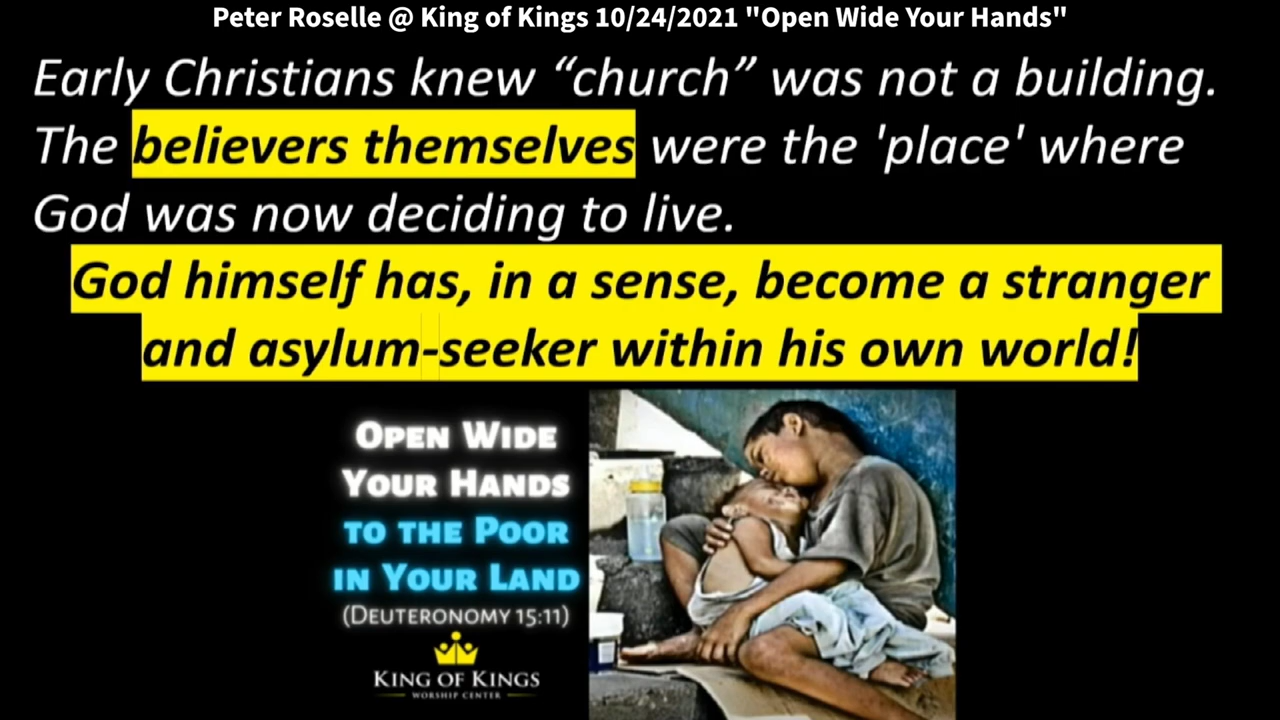 Peter Roselle @ King of Kings 10/24/2021 "Open Wide Your Hands"
Early Christians knew “church” was not a building.
The believers themselves were the 'place' where
God was now deciding to live.
God himself has, in a sense, become a stranger
and asylum-seeker within his own world!
Open Wide
Your Hands
to the Poor
in Your Land
(Deuteronomy 15:11)
King of Kings
WORSHIP CENTER